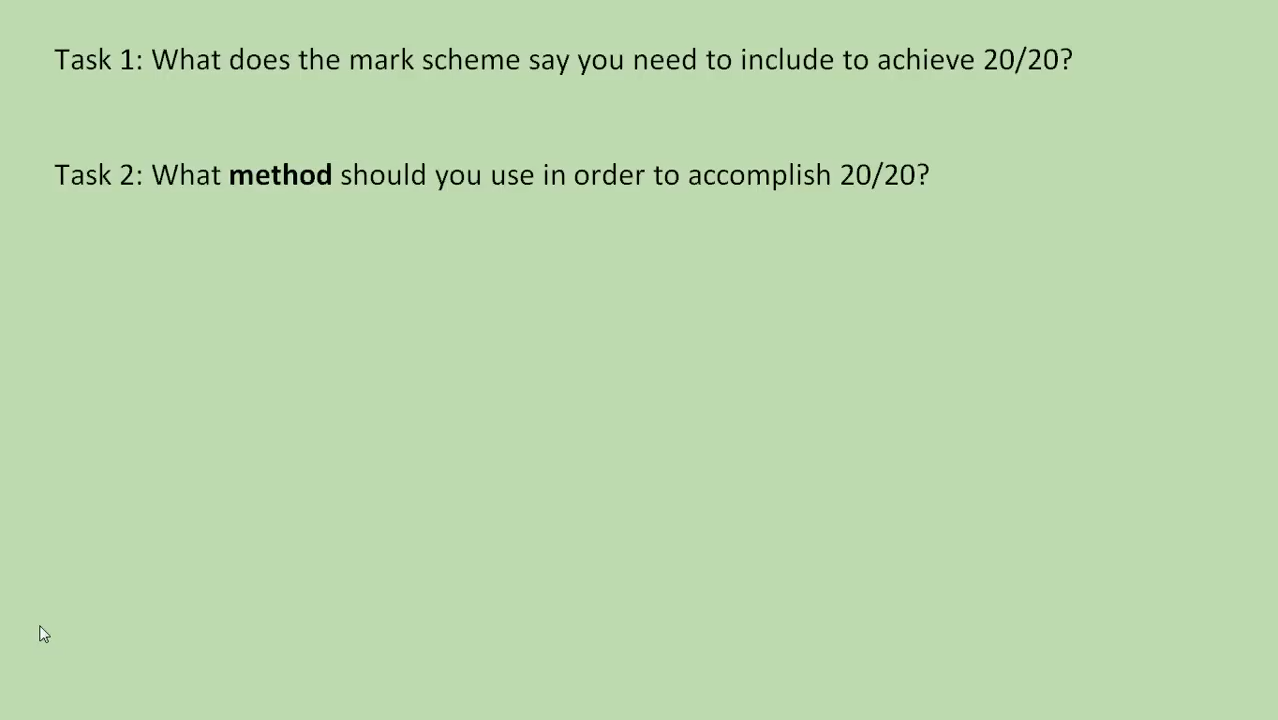 Task 1: What does the mark scheme say you need to include to achieve 20/20?
Task 2: What method should you use in order to accomplish 20/20?